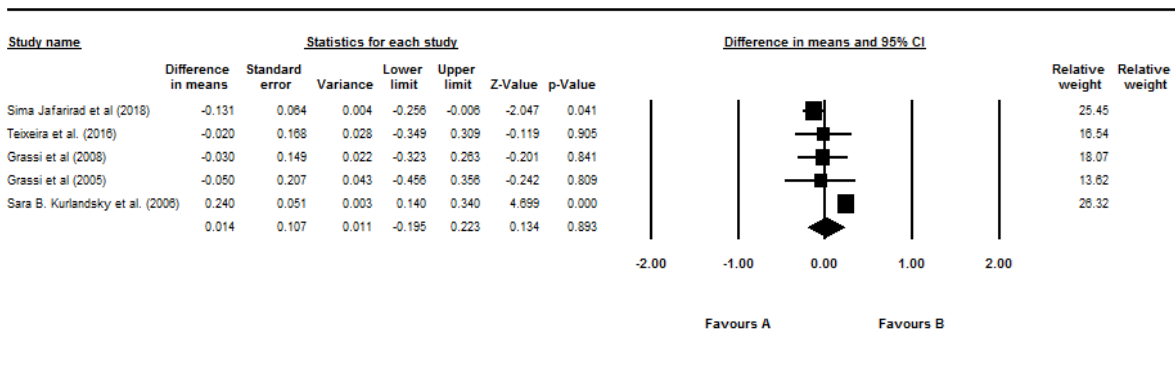 Study name Statistics for each study Difference in means and 95% CI
Difference in means Standard error Variance Lower limit Upper limit Z-Value p-Value Relative weight Relative weight
Sima Jafarirad et al (2018) -0.131 0.064 0.004 -0.256 -0.006 -2.047 0.041 25.45
Teixeira et al. (2016) -0.020 0.168 0.028 -0.349 0.309 -0.119 0.905 16.54
Grassi et al (2008) -0.030 0.149 0.022 -0.323 0.263 -0.201 0.841 18.07
Grassi et al (2005) -0.050 0.207 0.043 -0.456 0.356 -0.242 0.809 13.62
Sara B. Kurlandsky et al. (2006) 0.240 0.051 0.003 0.140 0.340 4.699 0.000 26.32
0.014 0.107 0.011 -0.195 0.223 0.134 0.893
-2.00 -1.00 0.00 1.00 2.00
Favours A Favours B